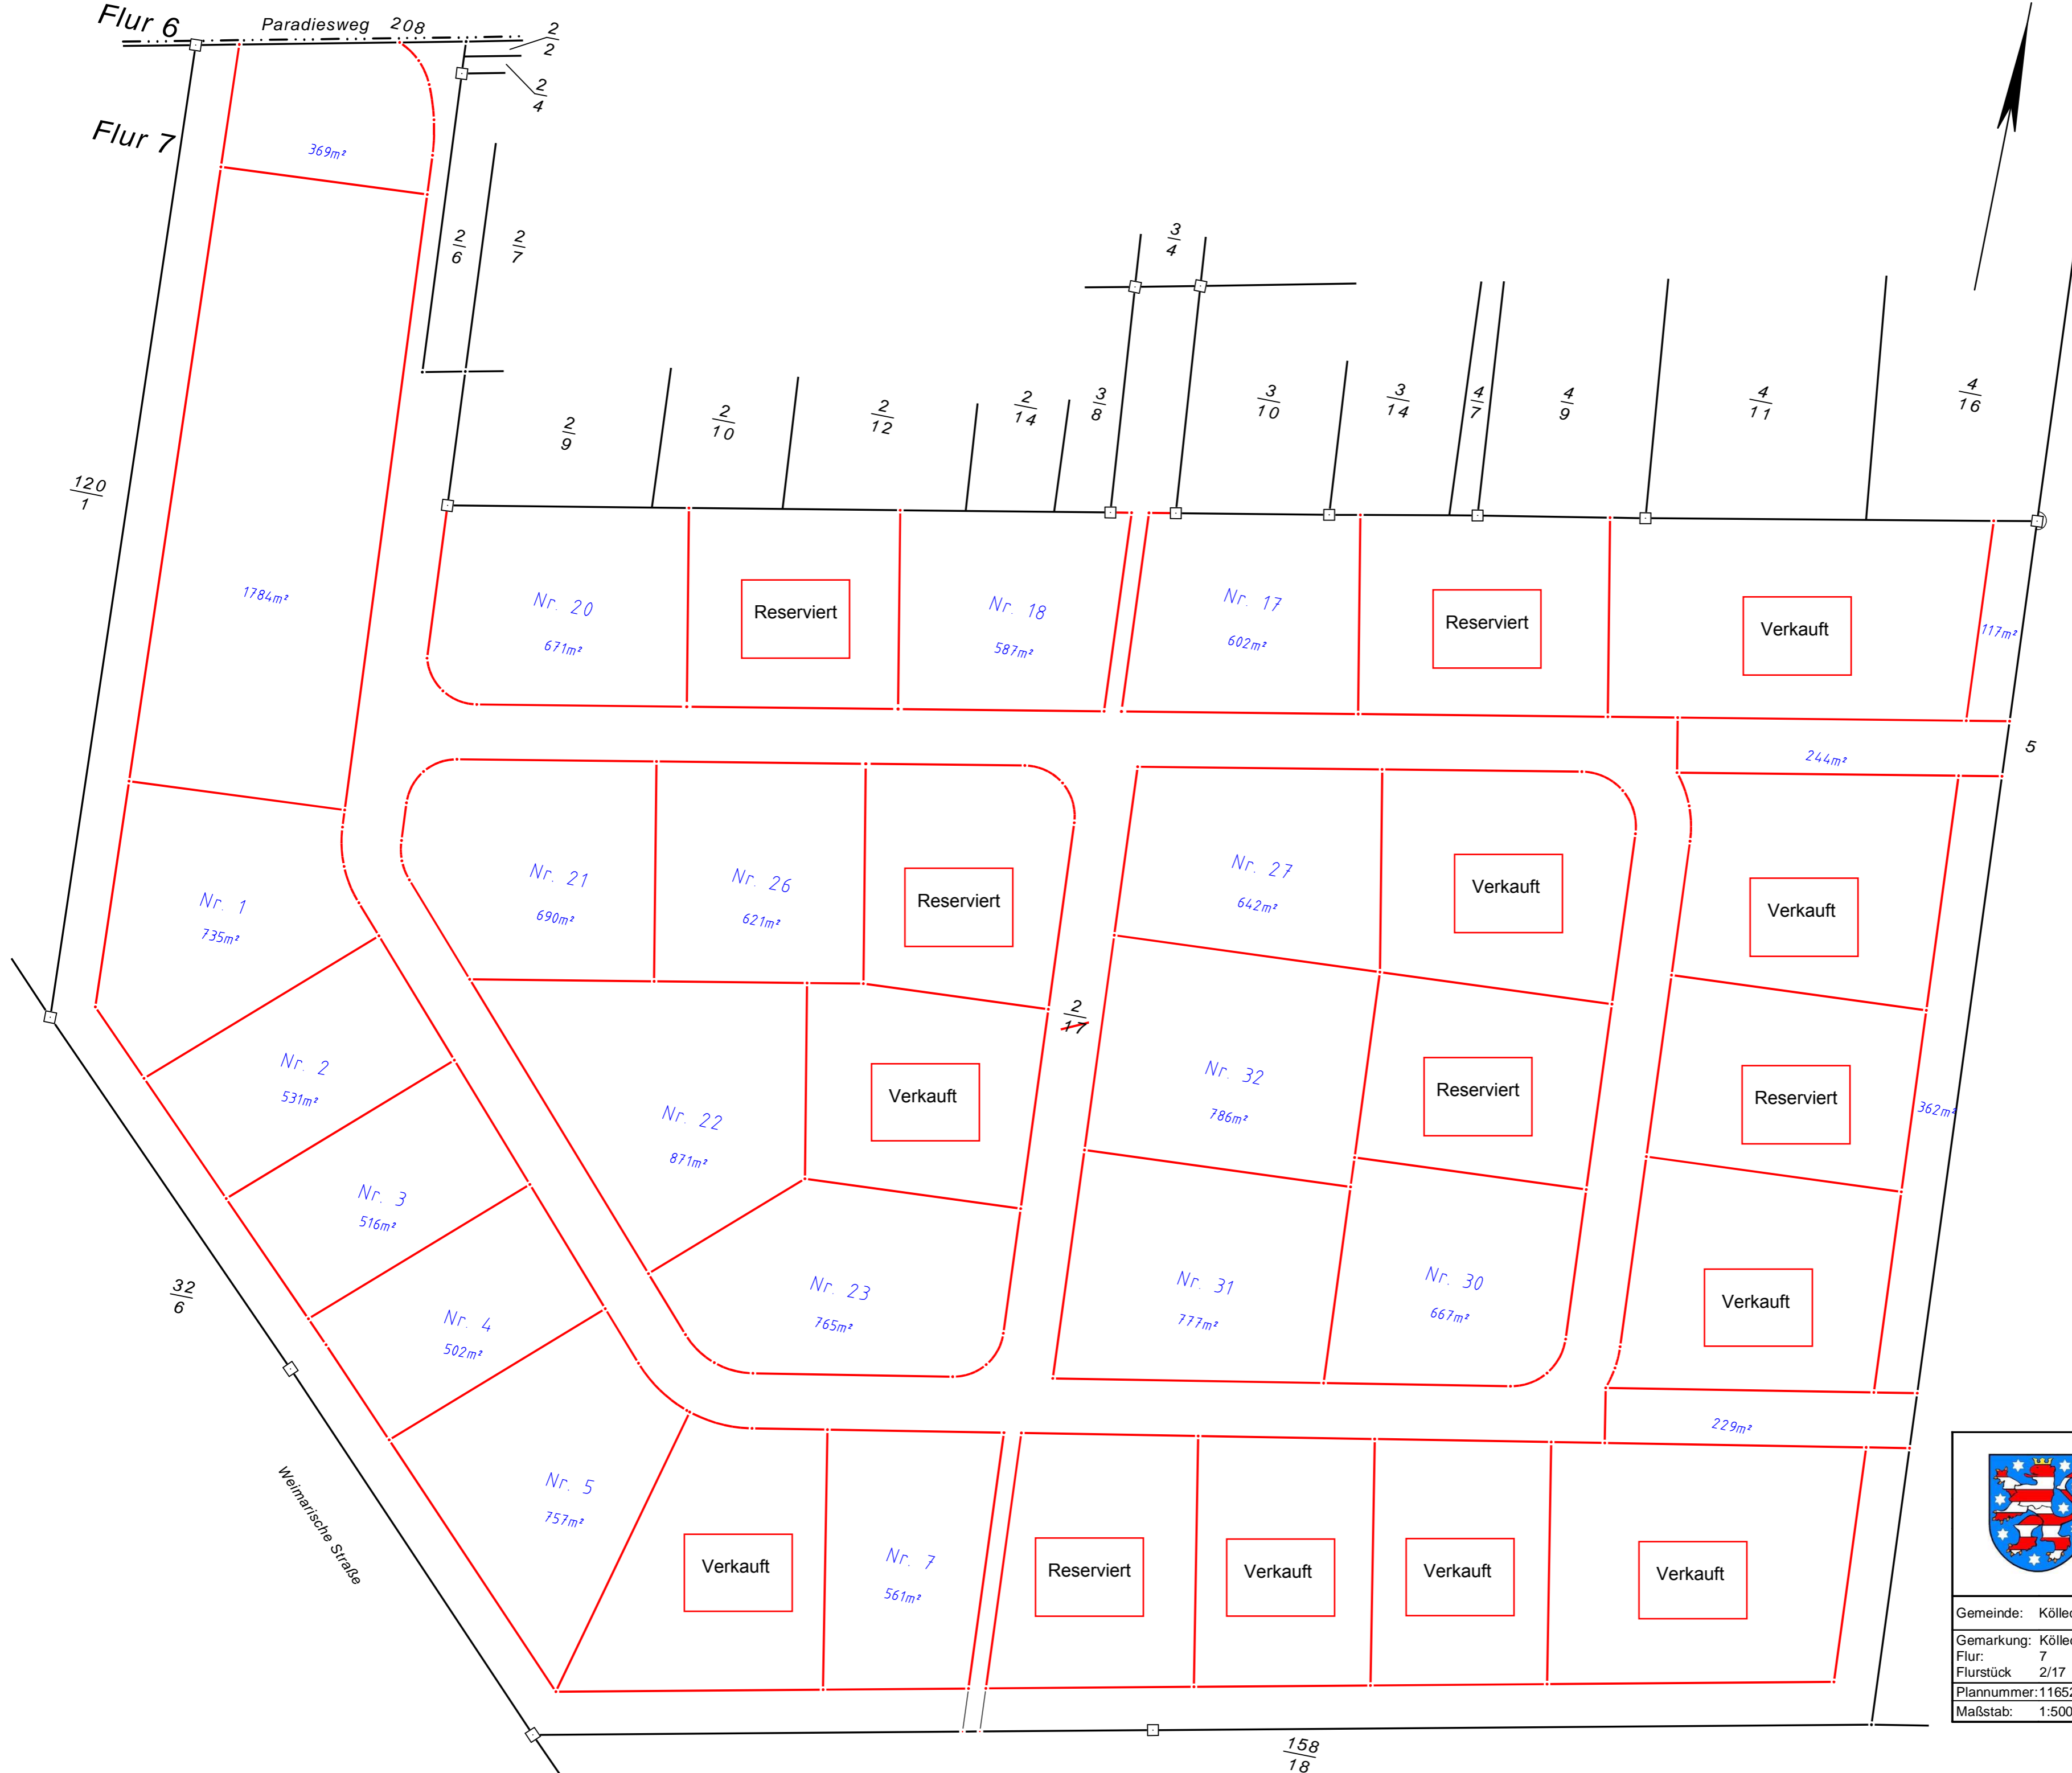 Flur 6
Paradiesweg 208
2
2
2
4
Flur 7
369m²
2
6
2
7
3
4
120
1
2
9
2
10
2
12
2
14
3
8
3
10
3
14
4
7
4
9
4
11
4
16
1784m²
Nr. 20
671m²
Reserviert
Nr. 18
587m²
Nr. 17
602m²
Reserviert
Verkauft
117m²
244m²
5
Nr. 1
735m²
Nr. 21
690m²
Nr. 26
621m²
Reserviert
Nr. 27
642m²
Verkauft
Verkauft
2
17
Nr. 2
531m²
Nr. 22
871m²
Verkauft
Nr. 32
786m²
Reserviert
Reserviert
362m²
Nr. 3
516m²
32
6
Nr. 4
502m²
Nr. 23
765m²
Nr. 31
777m²
Nr. 30
667m²
Verkauft
229m²
Weimarische Straße
Nr. 5
757m²
Verkauft
Nr. 7
561m²
Reserviert
Verkauft
Verkauft
Verkauft
158
18
Gemeinde:
Gemarkung:
Flur: 7
Flurstück 2/17
Plannummer: 11652
Maßstab: 1:500